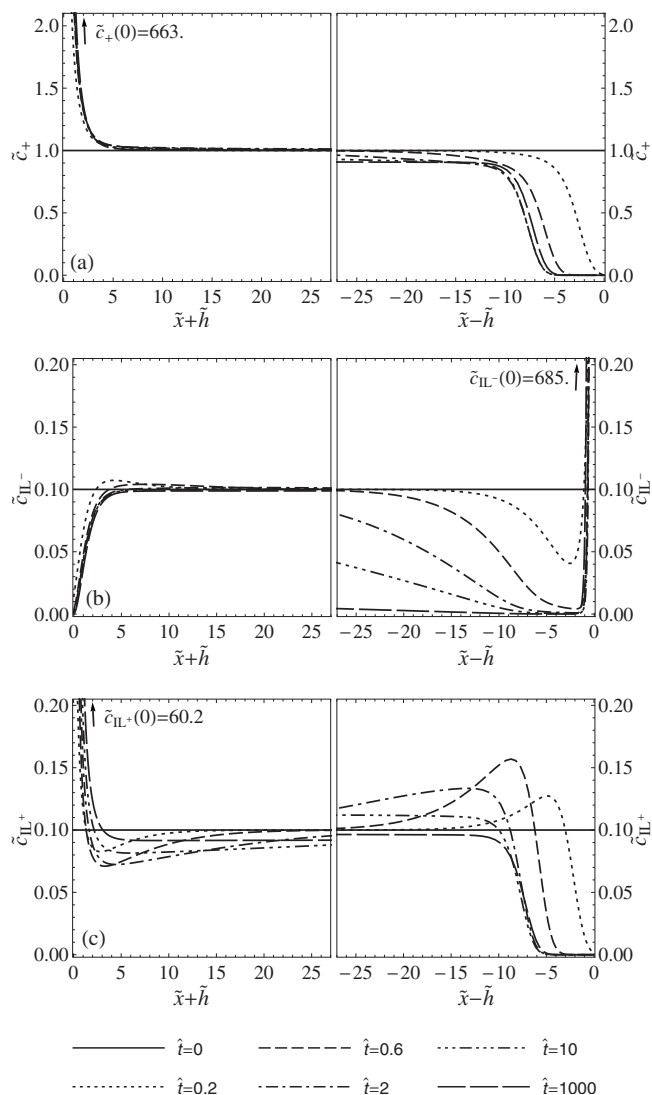 c̃₊(0)=663.
2.0
1.5
1.0
0.5
0.0
c̃₊
(a)
0 5 10 15 20 25
x̃+h̃
−25 −20 −15 −10 −5 0
x̃−h̃
2.0
1.5
1.0
0.5
0.0
c̃₊
c̃IL⁻(0)=685.
0.20
0.15
0.10
0.05
0.00
c̃IL⁻
(b)
0 5 10 15 20 25
x̃+h̃
−25 −20 −15 −10 −5 0
x̃−h̃
0.20
0.15
0.10
0.05
0.00
c̃IL⁻
c̃IL⁺(0)=60.2
0.20
0.15
0.10
0.05
0.00
c̃IL⁺
(c)
0 5 10 15 20 25
x̃+h̃
−25 −20 −15 −10 −5 0
x̃−h̃
0.20
0.15
0.10
0.05
0.00
c̃IL⁺
t̂=0 t̂=0.6 t̂=10
t̂=0.2 t̂=2 t̂=1000